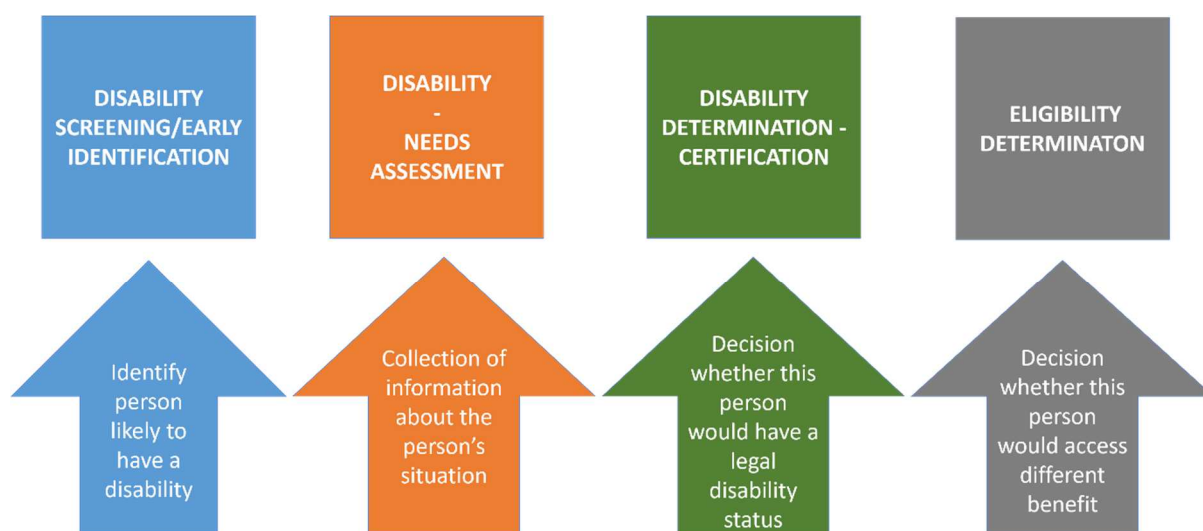 DISABILITY
SCREENING/EARLY
IDENTIFICATION
DISABILITY
-
NEEDS
ASSESSMENT
DISABILITY
DETERMINATION -
CERTIFICATION
ELIGIBILITY
DETERMINATON
Identify
person
likely to
have a
disability
Collection of
information
about the
person's
situation
Decision
whether this
person
would have a
legal
disability
status
Decision
whether this
person
would access
different
benefit